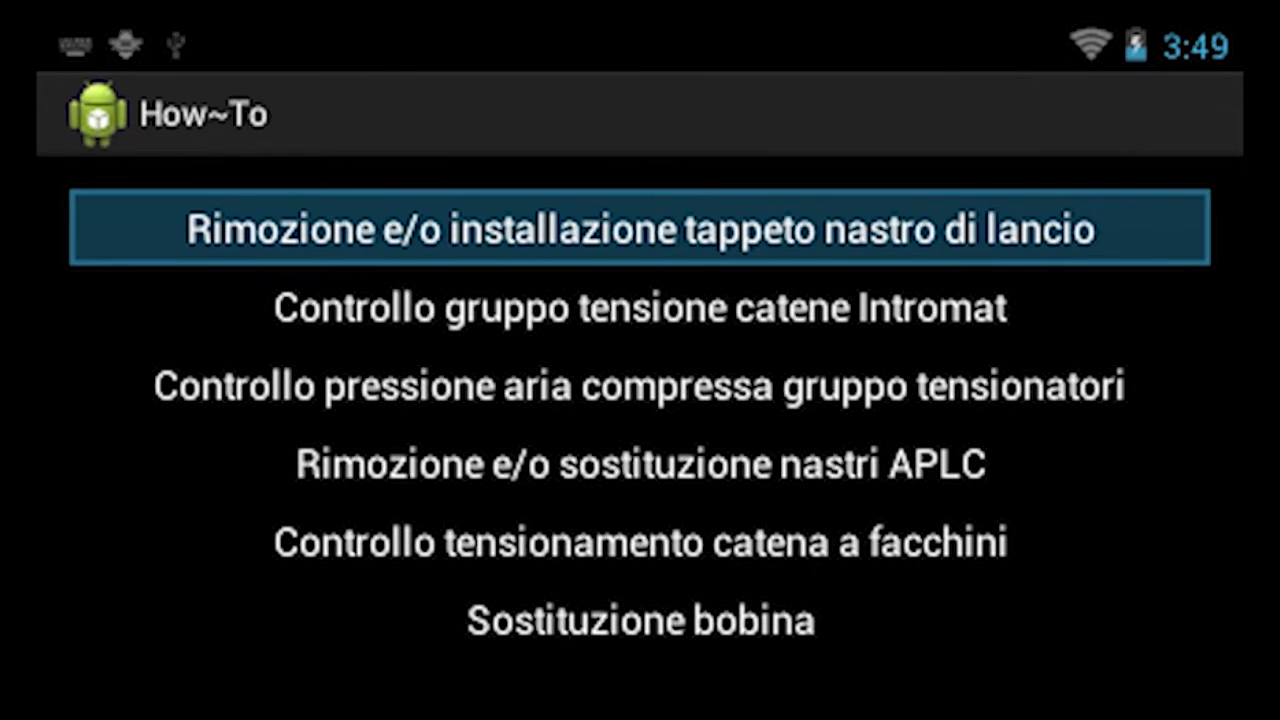 3:49
How~To
Rimozione e/o installazione tappeto nastro di lancio
Controllo gruppo tensione catene Intromat
Controllo pressione aria compressa gruppo tensionatori
Rimozione e/o sostituzione nastri APLC
Controllo tensionamento catena a facchini
Sostituzione bobina